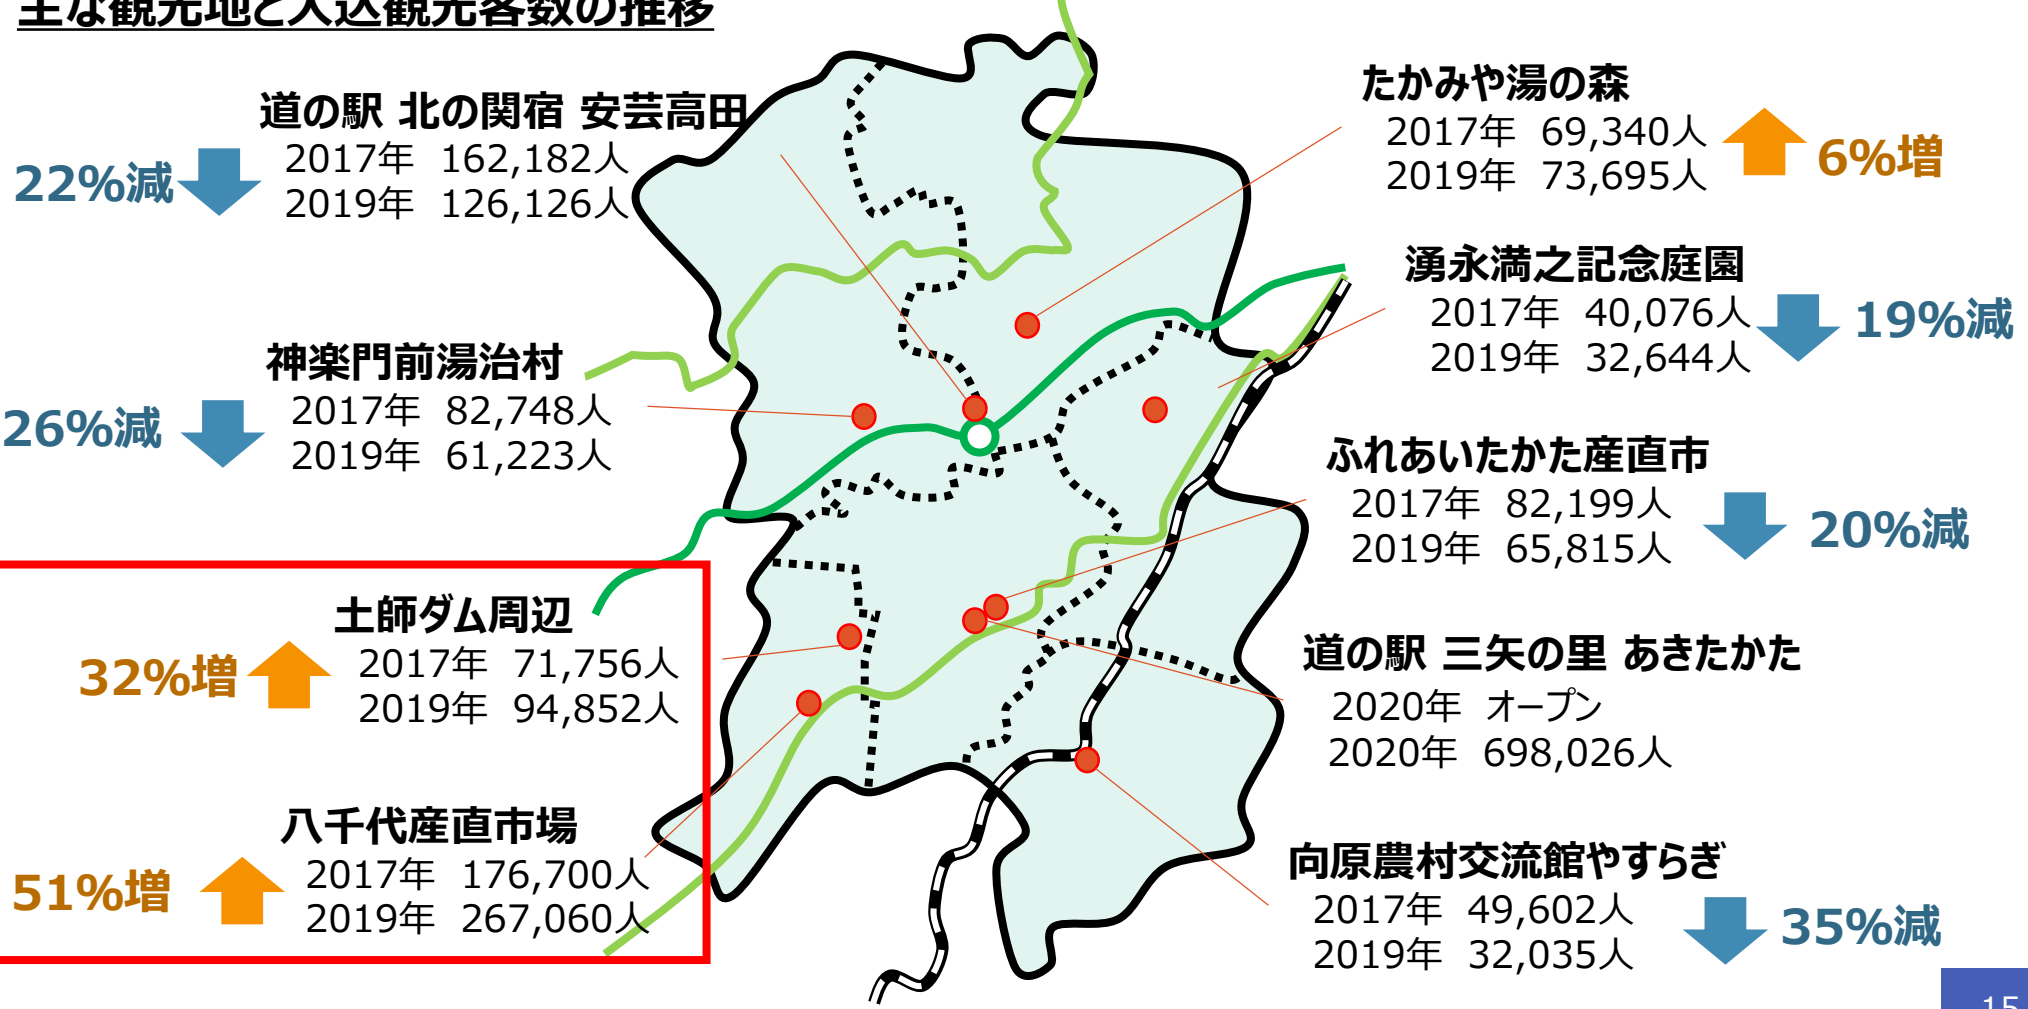 主な観光地と入込観光客数の推移
道の駅 北の関宿 安芸高田
2017年 162,182人
2019年 126,126人
22%減
神楽門前湯治村
2017年 82,748人
2019年 61,223人
26%減
土師ダム周辺
2017年 71,756人
2019年 94,852人
32%増
八千代産直市場
2017年 176,700人
2019年 267,060人
51%増
たかみや湯の森
2017年 69,340人
2019年 73,695人
6%増
湧永満之記念庭園
2017年 40,076人
2019年 32,644人
19%減
ふれあいたかた産直市
2017年 82,199人
2019年 65,815人
20%減
道の駅 三矢の里 あきたかた
2020年 オープン
2020年 698,026人
向原農村交流館やすらぎ
2017年 49,602人
2019年 32,035人
35%減
15